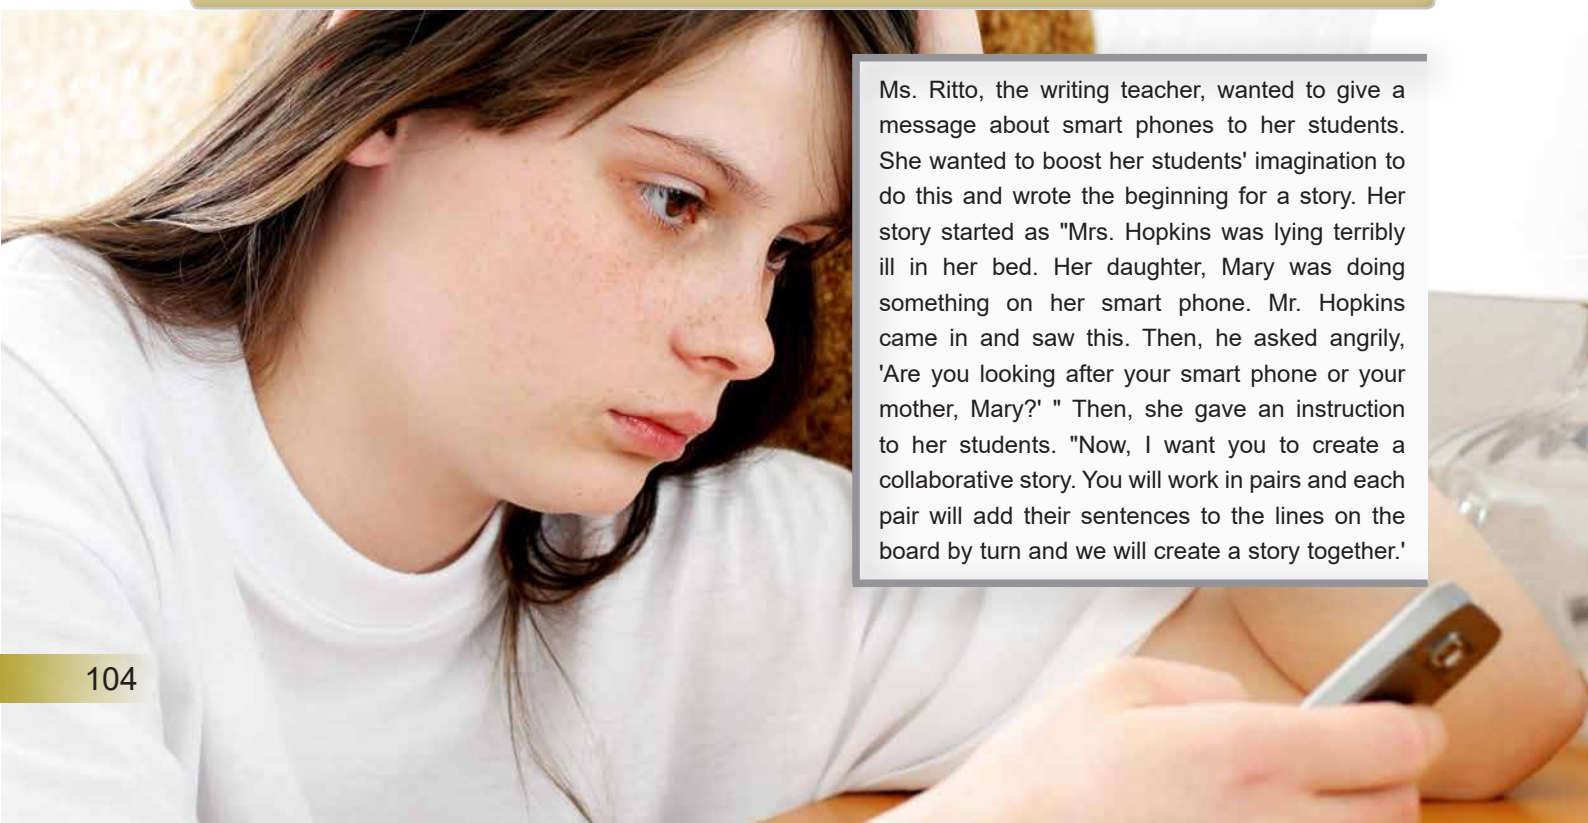 Ms. Ritto, the writing teacher, wanted to give a
message about smart phones to her students.
She wanted to boost her students' imagination to
do this and wrote the beginning for a story. Her
story started as "Mrs. Hopkins was lying terribly
ill in her bed. Her daughter, Mary was doing
something on her smart phone. Mr. Hopkins
came in and saw this. Then, he asked angrily,
'Are you looking after your smart phone or your
mother, Mary?' " Then, she gave an instruction
to her students. "Now, I want you to create a
collaborative story. You will work in pairs and each
pair will add their sentences to the lines on the
board by turn and we will create a story together.'
104